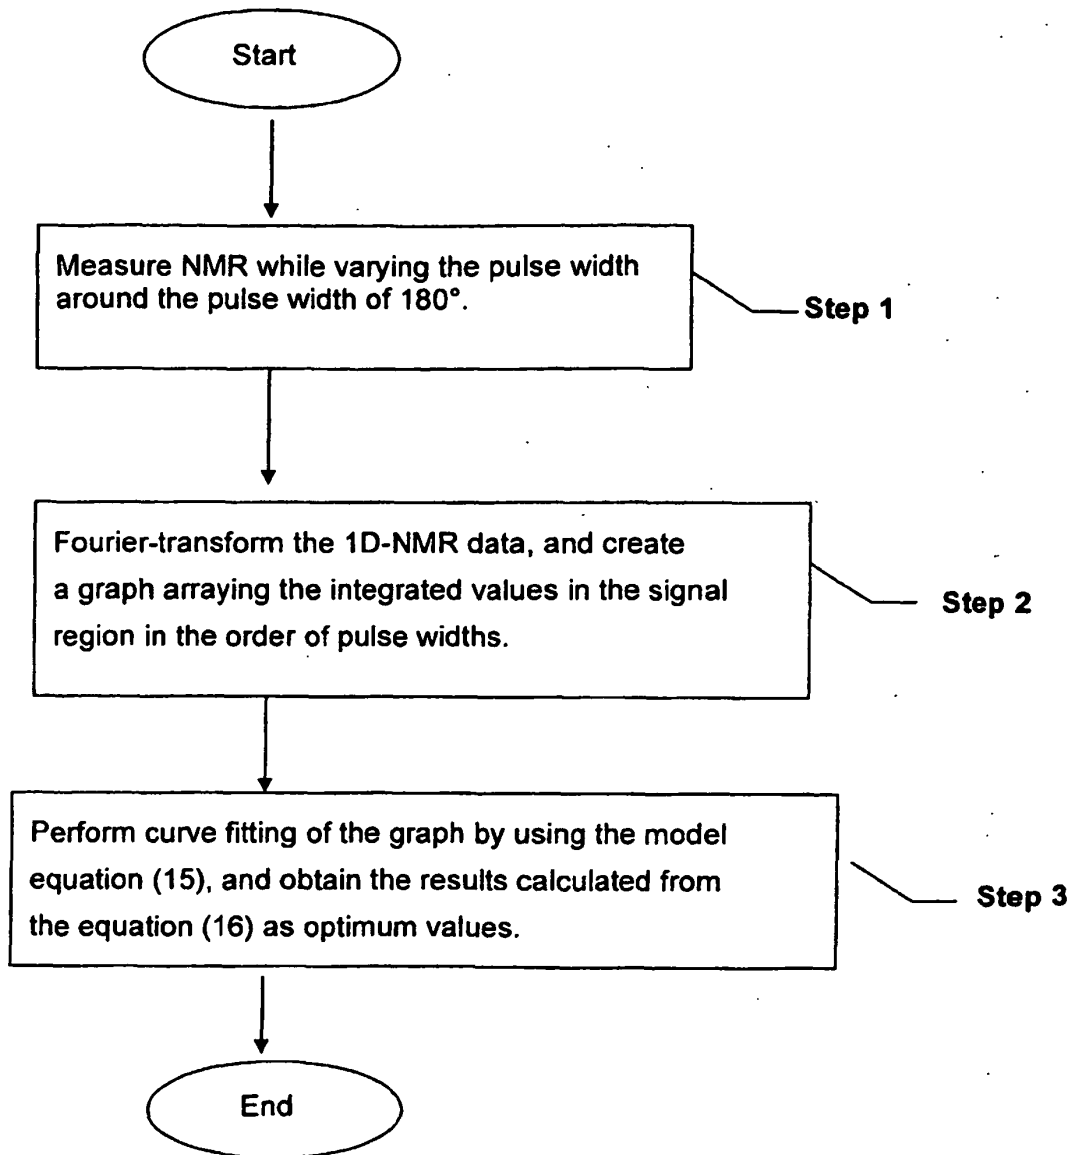 Start
Measure NMR while varying the pulse width
around the pulse width of 180°.
Step 1
Fourier-transform the 1D-NMR data, and create
a graph arraying the integrated values in the signal
region in the order of pulse widths.
Step 2
Perform curve fitting of the graph by using the model
equation (15), and obtain the results calculated from
the equation (16) as optimum values.
Step 3
End